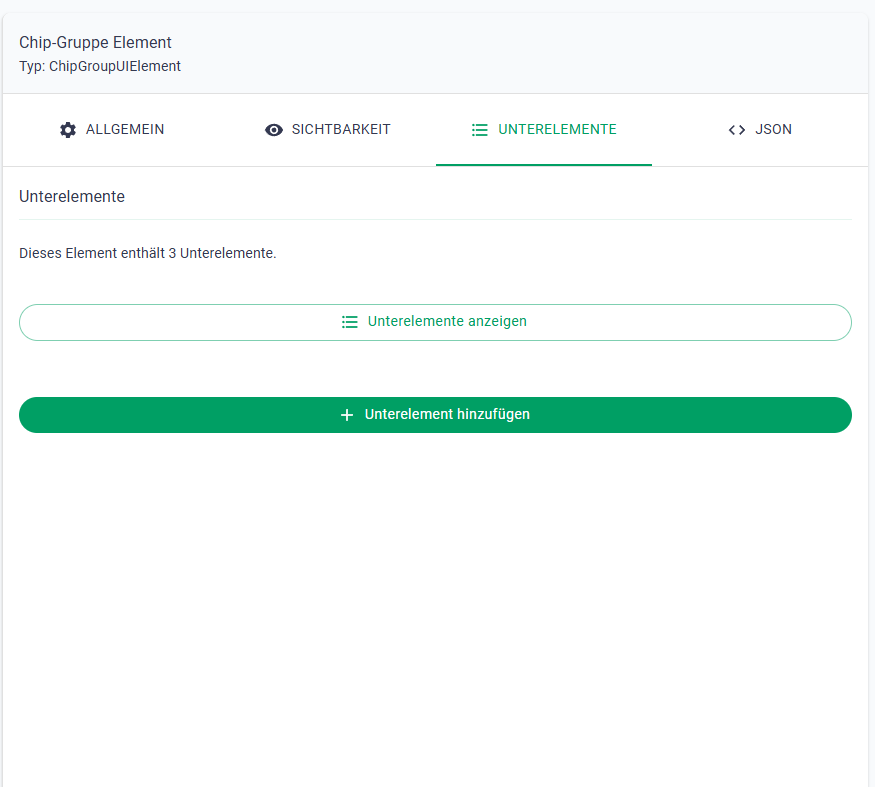 Chip-Gruppe Element
Typ: ChipGroupUIElement
ALLGEMEIN
SICHTBARKEIT
UNTERELEMENTE
JSON
Unterelemente
Dieses Element enthält 3 Unterelemente.
Unterelemente anzeigen
Unterelement hinzufügen